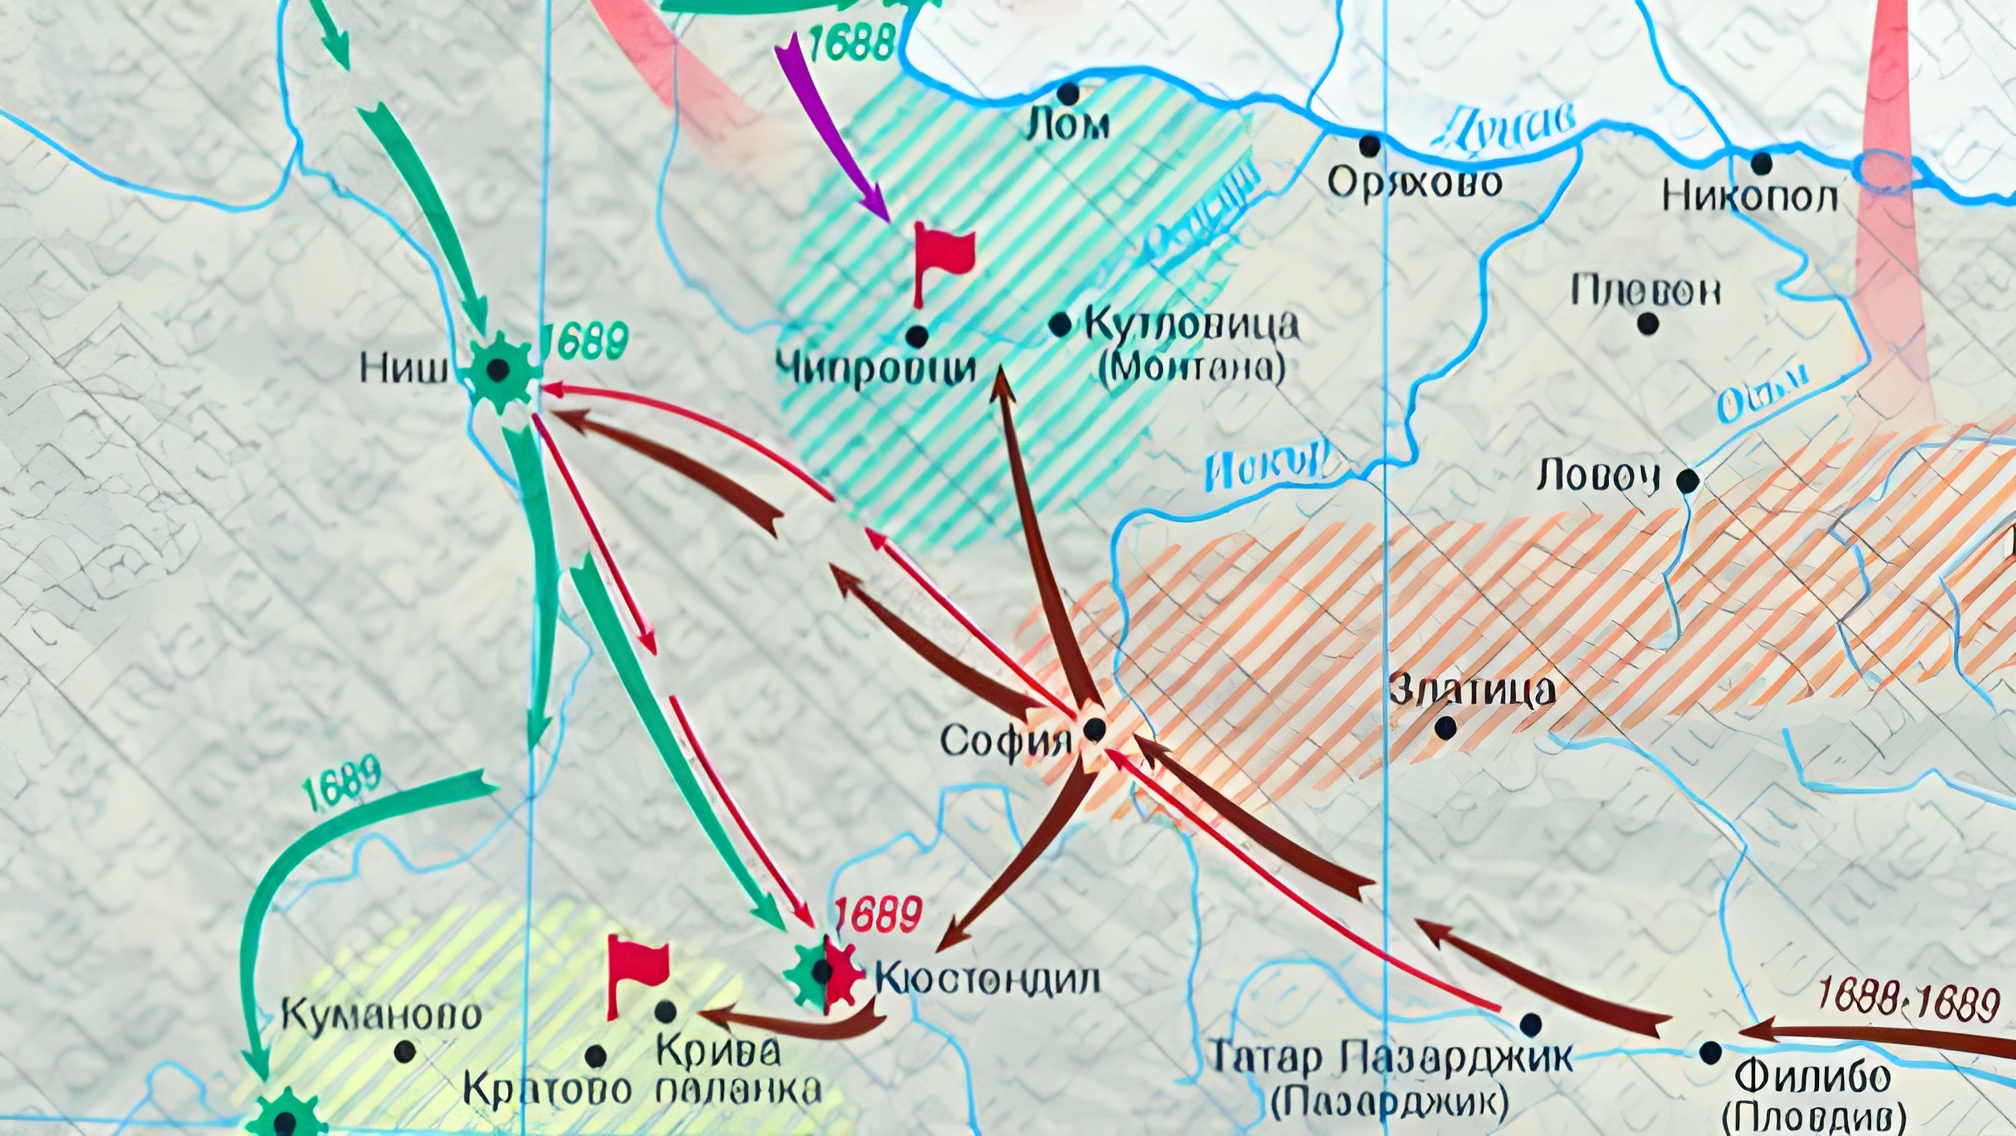 1688
Лом
Дунав
Оряхово
Никопол
Огоста
Плевен
Ниш
1689
Кутловица
(Монтана)
Чипровци
Осъм
Искър
Ловеч
Златица
София
1689
1689
Кюстендил
1688-1689
Куманово
Крива
паланка
Кратово
Татар Пазарджик
(Пазарджик)
Филибе
(Пловдив)